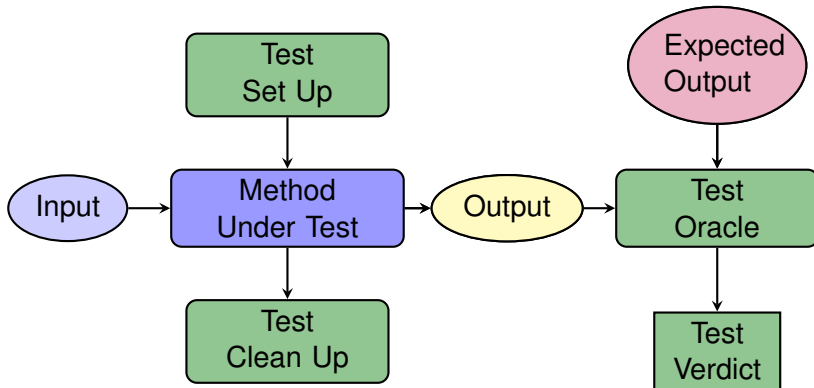 Test
Set Up
Expected
Output
Input
Method
Under Test
Output
Test
Oracle
Test
Clean Up
Test
Verdict